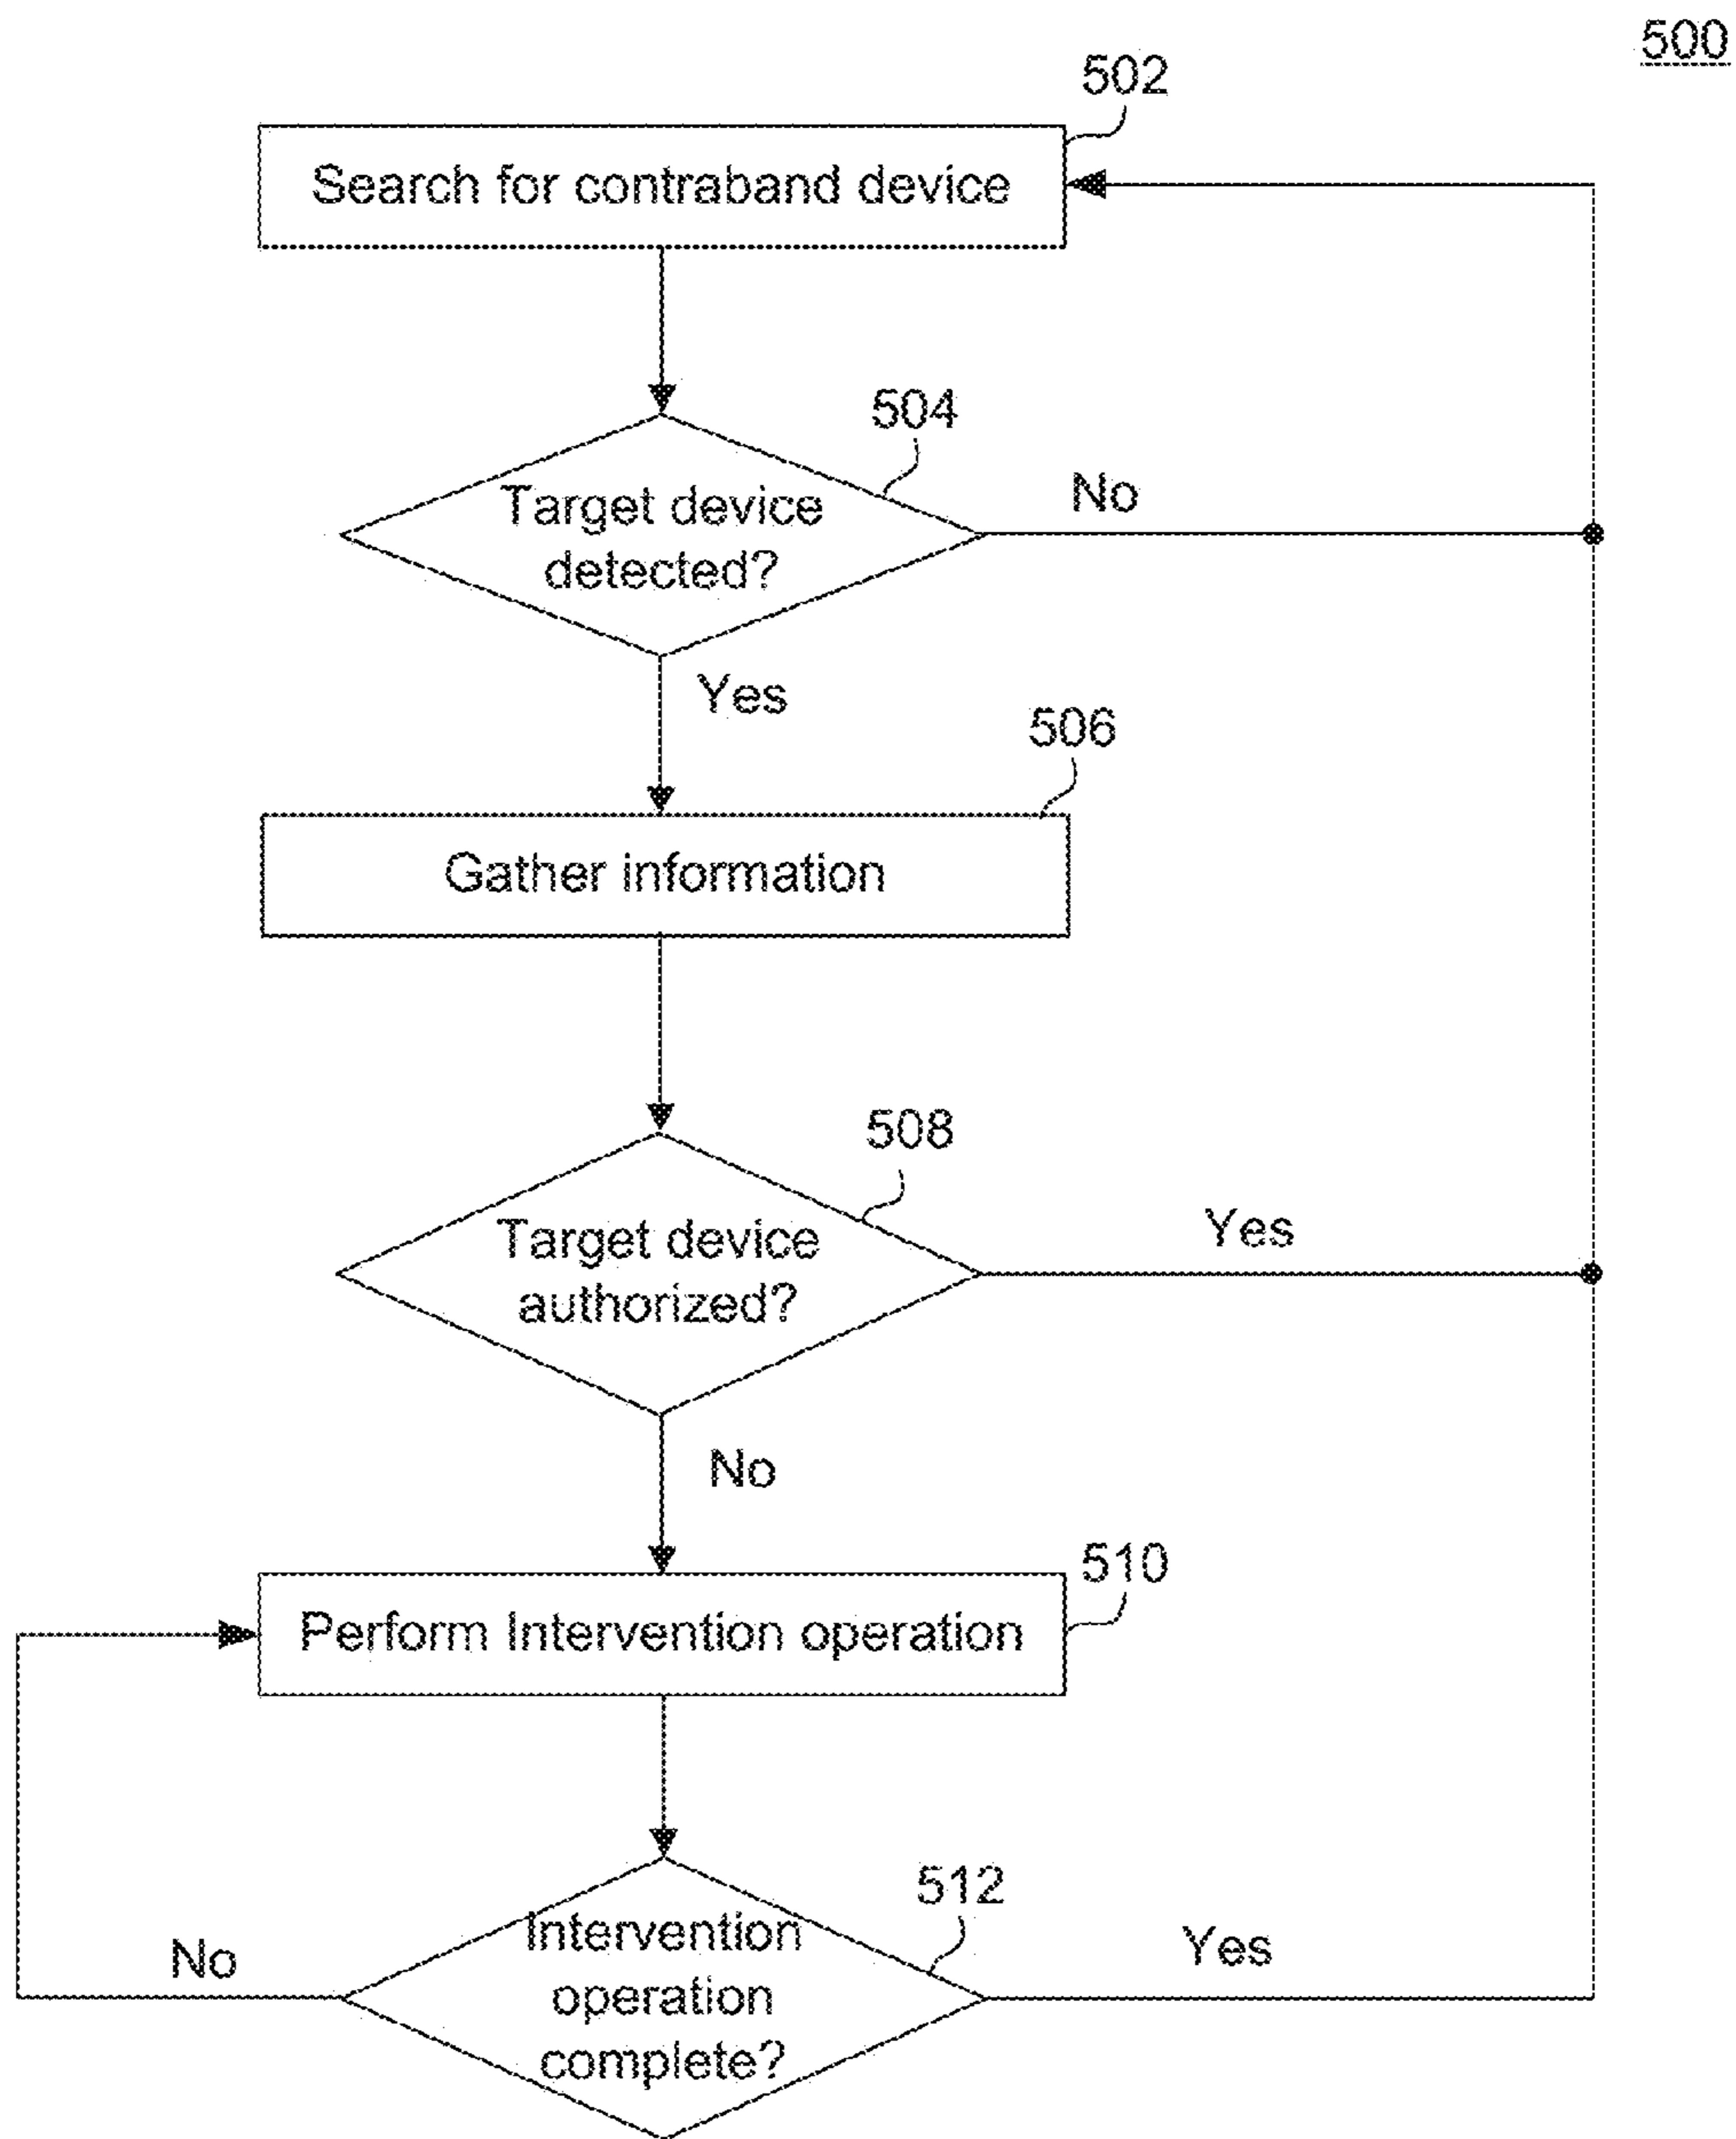 500
502
Search for contraband device
504
Target device
detected?
No
Yes
506
Gather information
508
Target device
authorized?
Yes
No
510
Perform Intervention operation
512
Intervention
operation
complete?
No
Yes